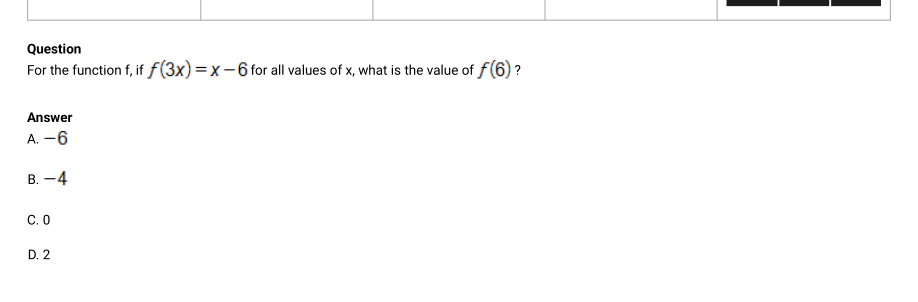 Question
For the function f, if f(3x) = x − 6 for all values of x, what is the value of f(6) ?
Answer
A. −6
B. −4
C. 0
D. 2